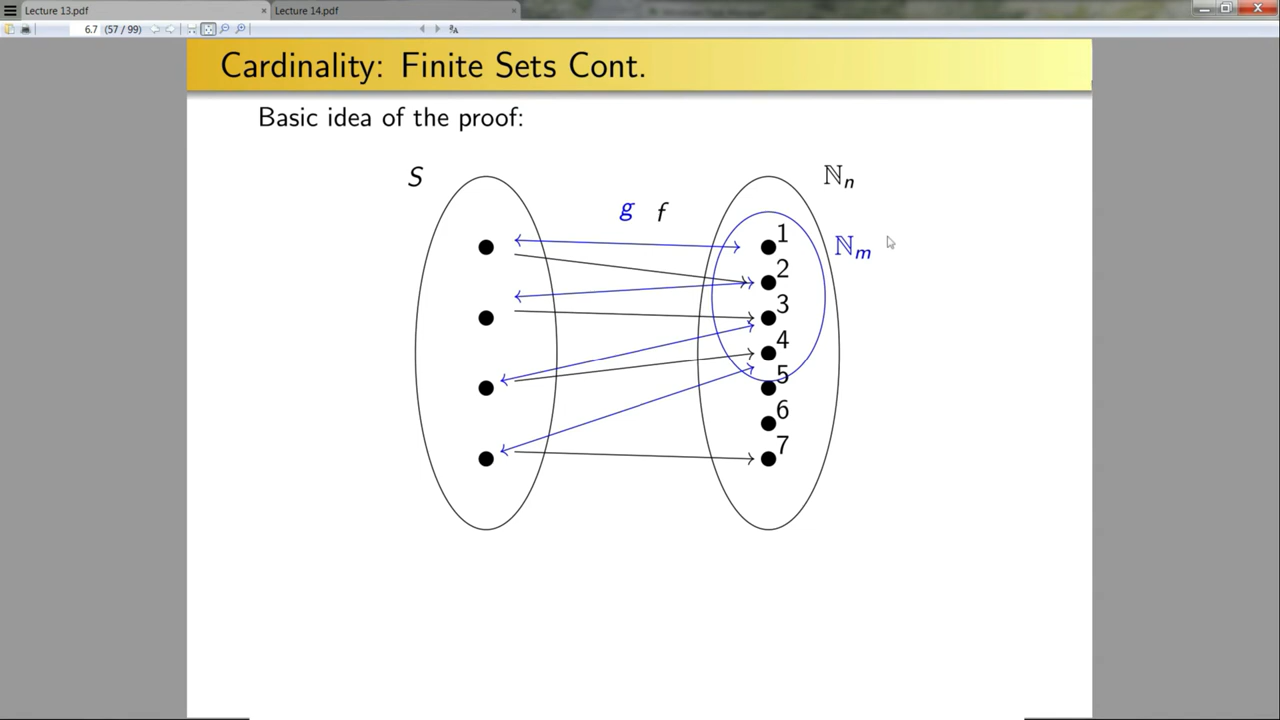 Lecture 13.pdf
Lecture 14.pdf
6.7 (57 / 99)
Cardinality: Finite Sets Cont.
Basic idea of the proof:
S
ℕn
g f
1
ℕm
2
3
4
5
6
7